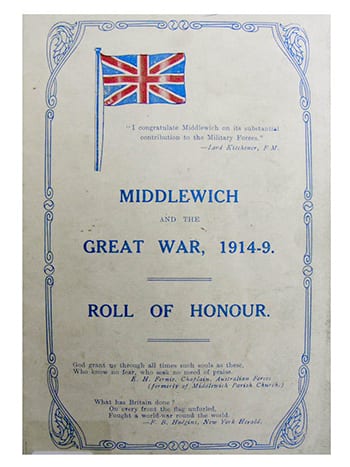 "I congratulate Middlewich on its substantial
contribution to the Military Forces."
—Lord Kitchener, F.M.
MIDDLEWICH
AND THE
GREAT WAR, 1914-9.
ROLL OF HONOUR.
God grant us through all times such souls as these,
Who know no fear, who seek no meed of praise.
E. H. Fernie, Chaplain, Australian Forces
(formerly of Middlewich Parish Church.)
What has Britain done?
On every front the flag unfurled,
Fought a world-war round the world.
—F. B. Hodgins, New York Herald.